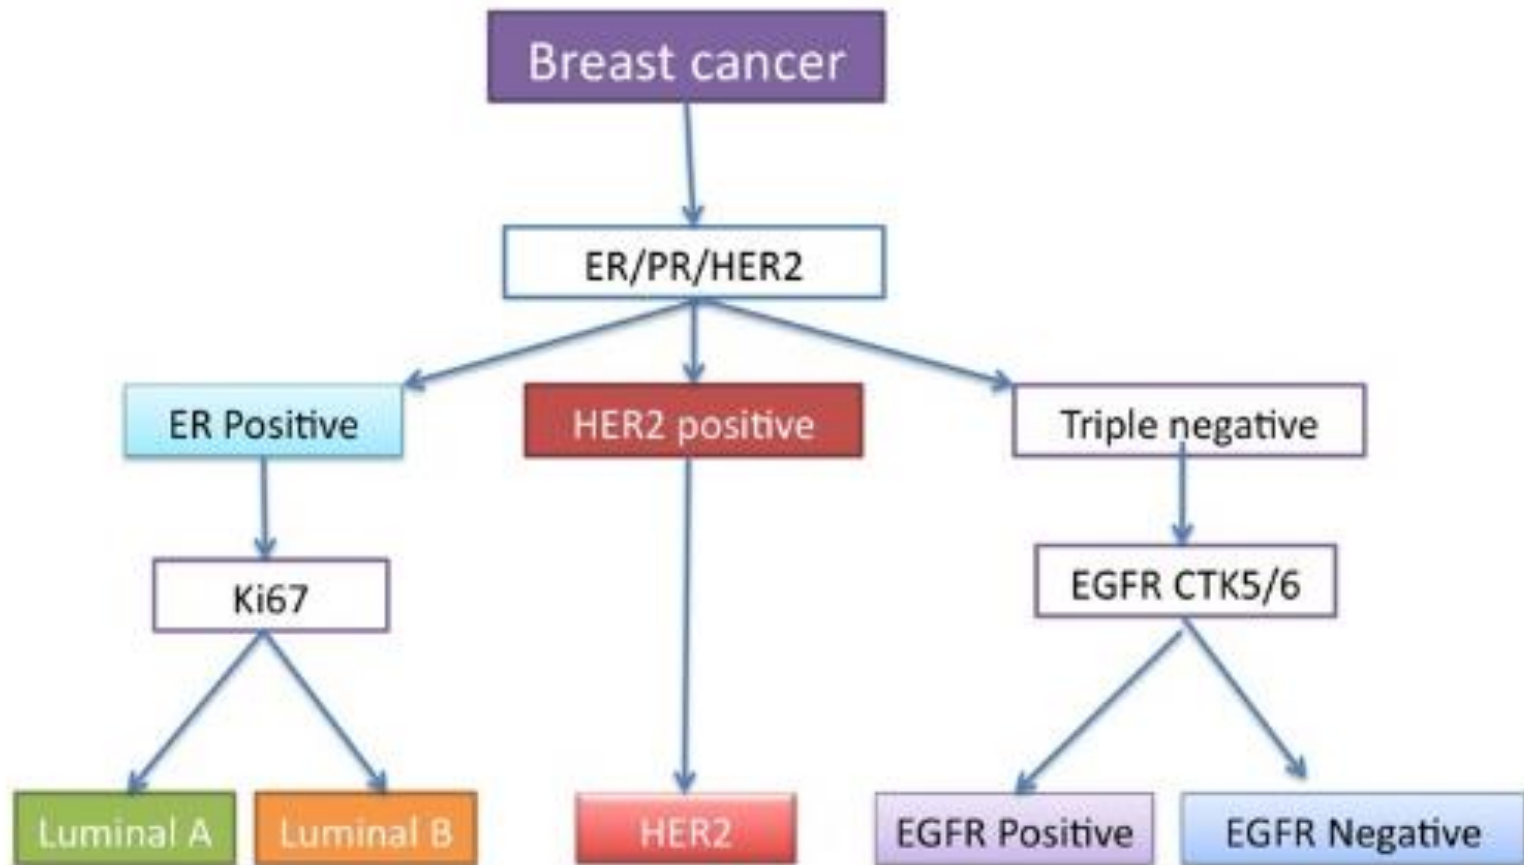 Breast cancer
ER/PR/HER2
ER Positive
HER2 positive
Triple negative
Ki67
EGFR CTK5/6
Luminal A
Luminal B
HER2
EGFR Positive
EGFR Negative